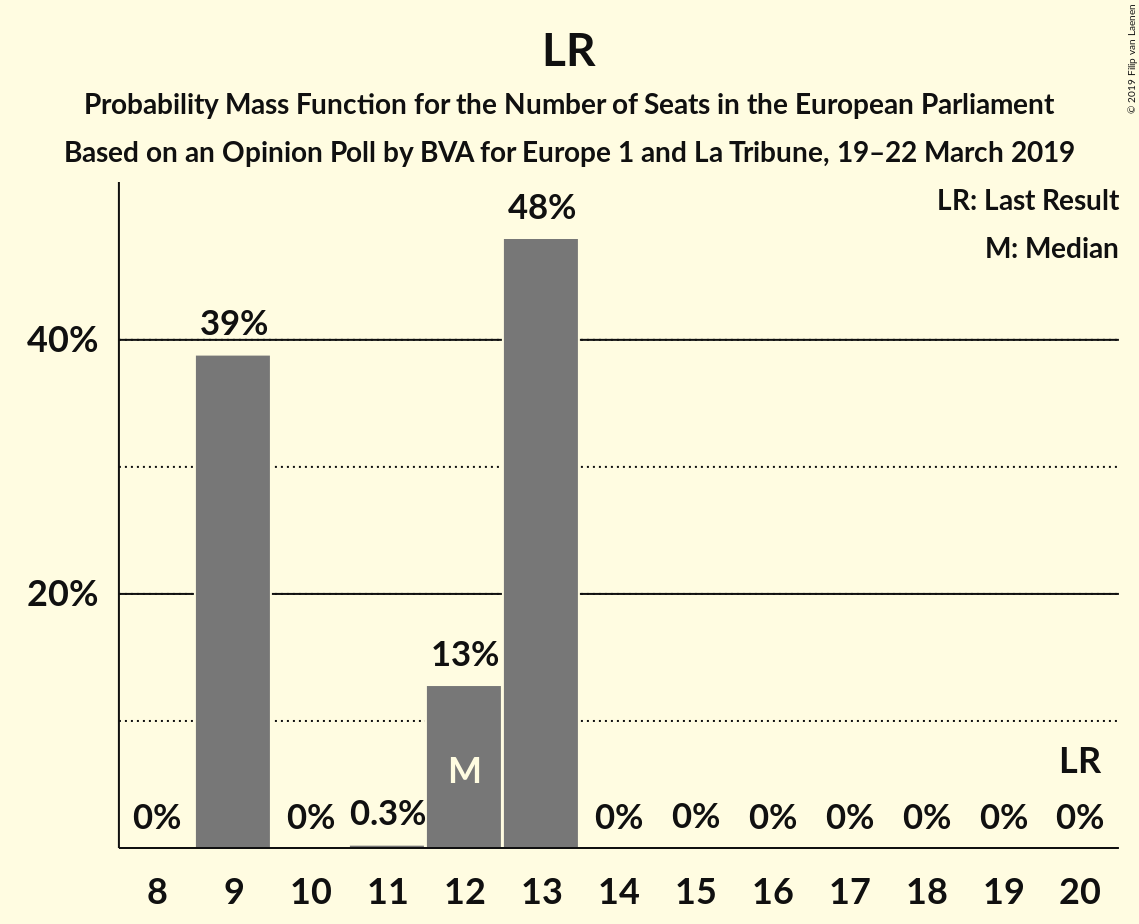 LR
Probability Mass Function for the Number of Seats in the European Parliament
Based on an Opinion Poll by BVA for Europe 1 and La Tribune, 19–22 March 2019
© 2019 Filip van Laenen
LR: Last Result
M: Median
48%
39%
40%
20%
13%
M
LR
0% 0% 0.3% 0% 0% 0% 0% 0% 0% 0%
8 9 10 11 12 13 14 15 16 17 18 19 20